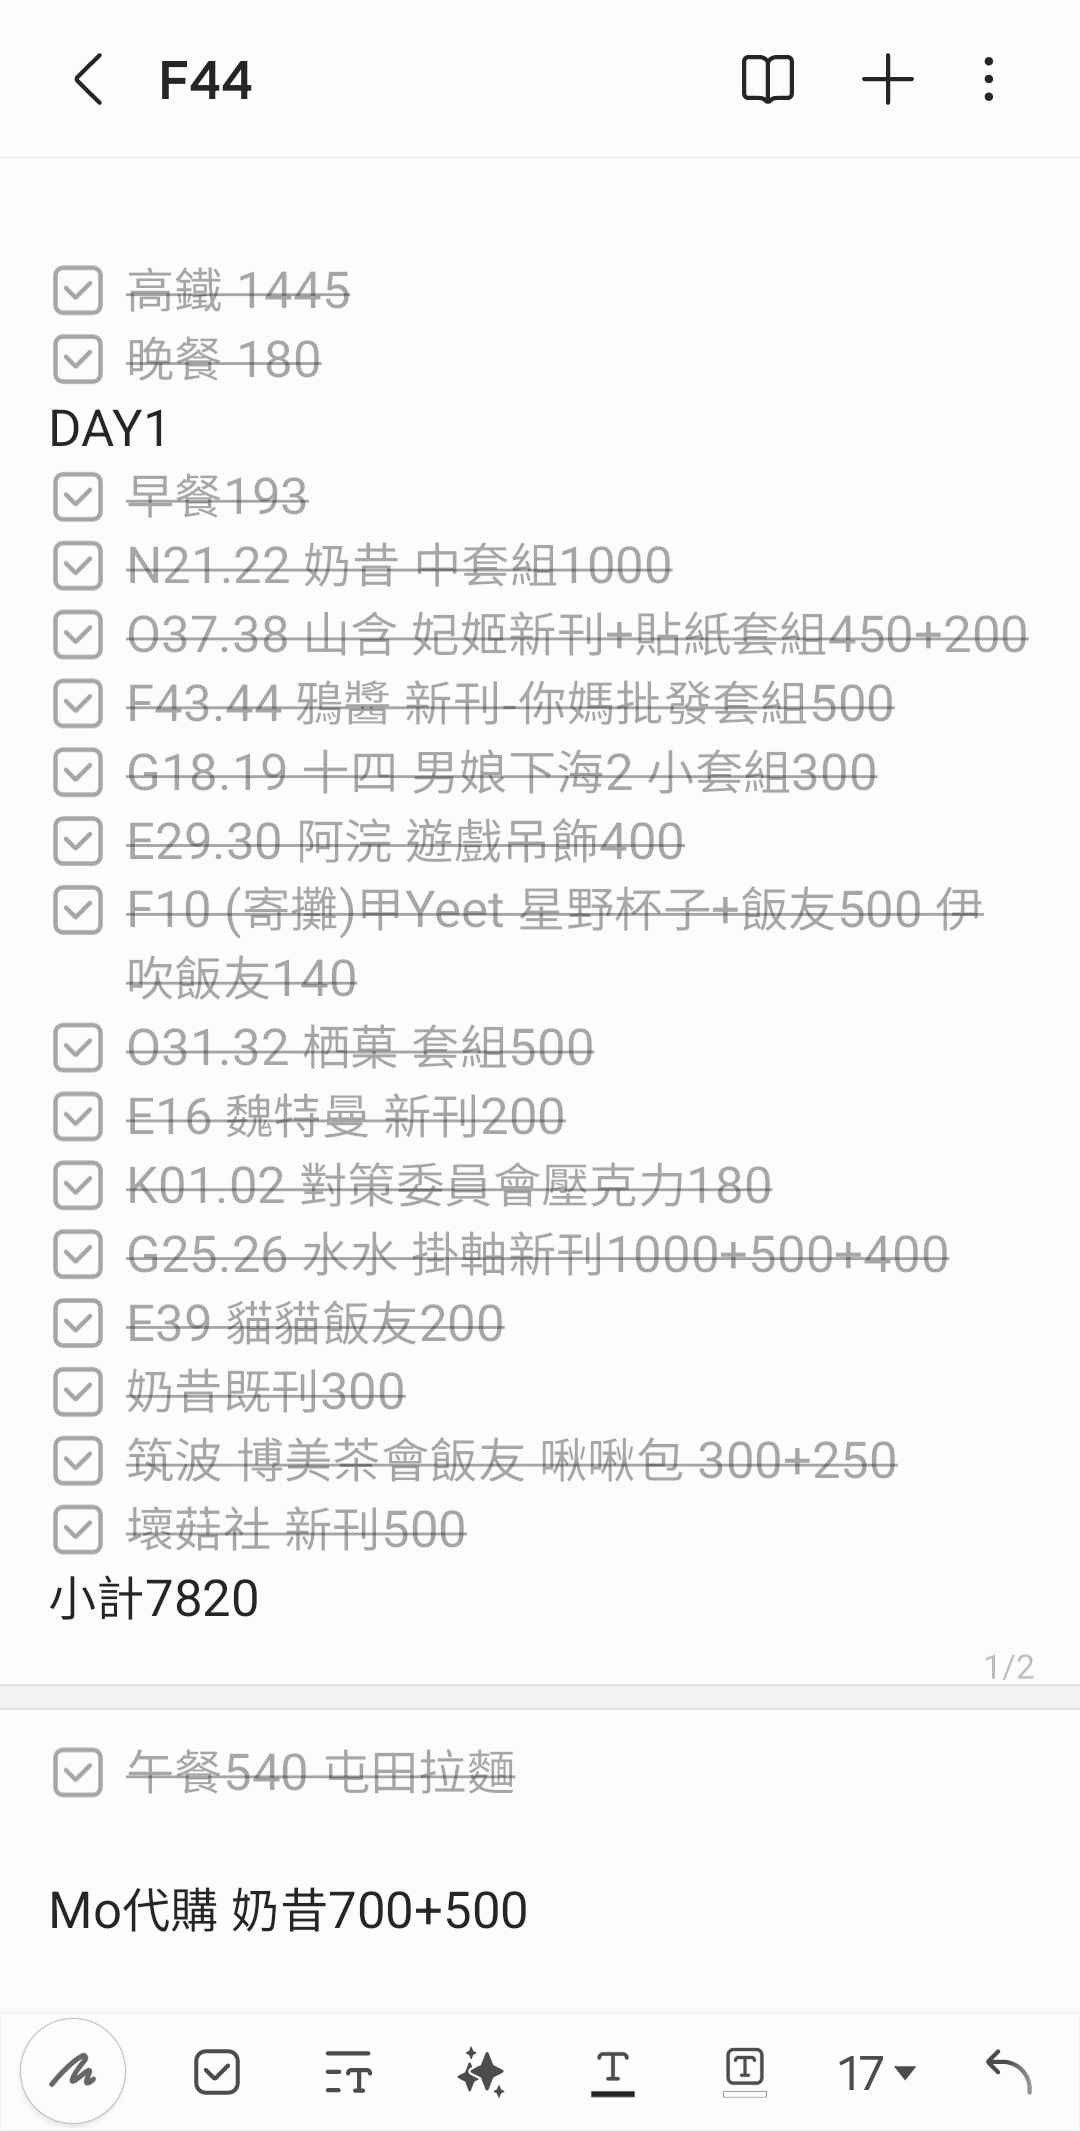 F44
高鐵 1445
晚餐 180
DAY1
早餐193
N21.22 奶昔 中套組1000
O37.38 山含 妃姬新刊+貼紙套組450+200
F43.44 鴉醬 新刊-你媽批發套組500
G18.19 十四 男娘下海2 小套組300
E29.30 阿浣 遊戲吊飾400
F10 (寄攤)甲Yeet 星野杯子+飯友500 伊
吹飯友140
O31.32 栖菓 套組500
E16 魏特曼 新刊200
K01.02 對策委員會壓克力180
G25.26 水水 掛軸新刊1000+500+400
E39 貓貓飯友200
奶昔既刊300
筑波 博美茶會飯友 啾啾包 300+250
壞菇社 新刊500
小計7820
1/2
午餐540 屯田拉麵
Mo代購 奶昔700+500
17